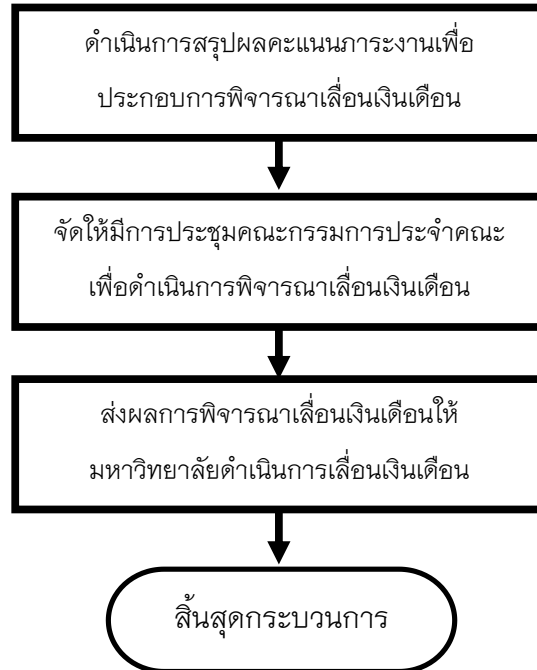 ดำเนินการสรุปผลคะแนนภาระงานเพื่อ
ประกอบการพิจารณาเลื่อนเงินเดือน
จัดให้มีการประชุมคณะกรรมการประจำคณะ
เพื่อดำเนินการพิจารณาเลื่อนเงินเดือน
ส่งผลการพิจารณาเลื่อนเงินเดือนให้
มหาวิทยาลัยดำเนินการเลื่อนเงินเดือน
สิ้นสุดกระบวนการ